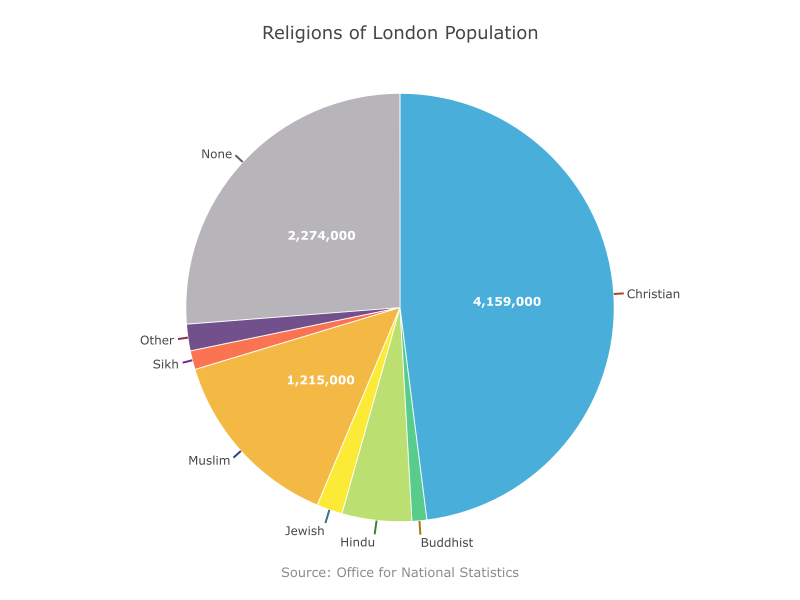 Religions of London Population
None
2,274,000
Christian
4,159,000
Other
Sikh
1,215,000
Muslim
Jewish
Hindu
Buddhist
Source: Office for National Statistics